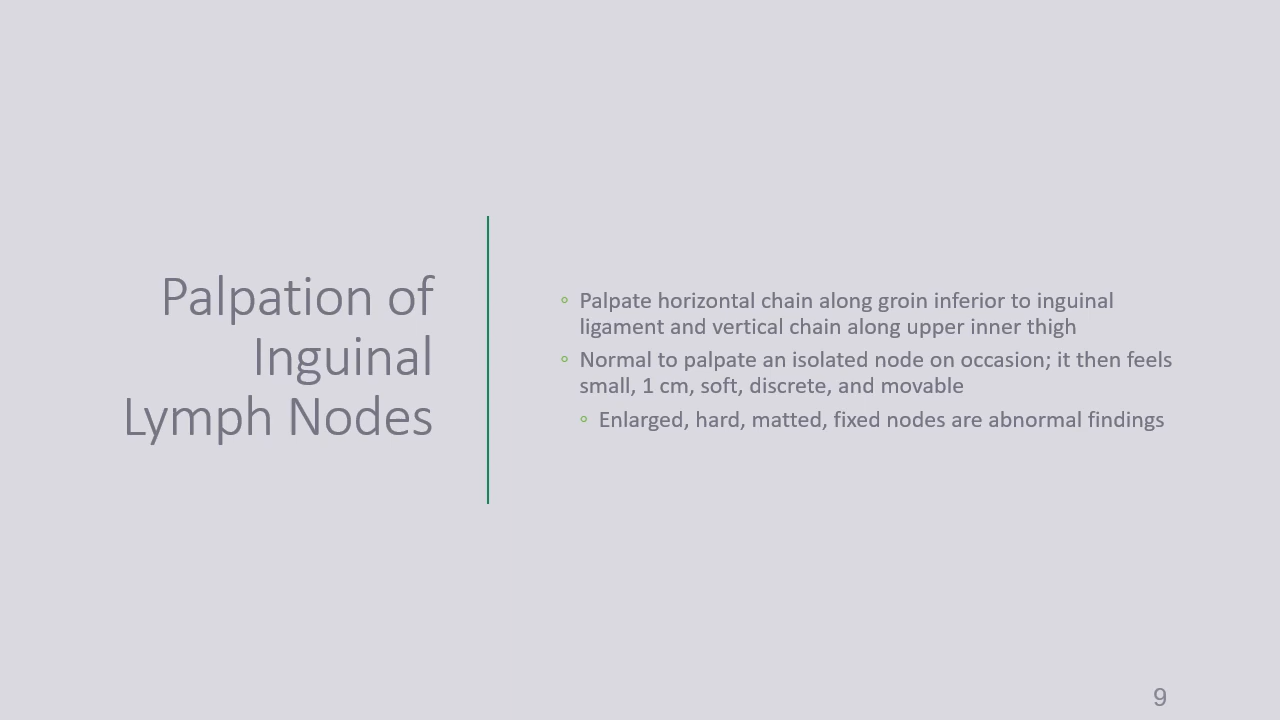 Palpation of
Inguinal
Lymph Nodes
◦ Palpate horizontal chain along groin inferior to inguinal
ligament and vertical chain along upper inner thigh
◦ Normal to palpate an isolated node on occasion; it then feels
small, 1 cm, soft, discrete, and movable
◦ Enlarged, hard, matted, fixed nodes are abnormal findings
9